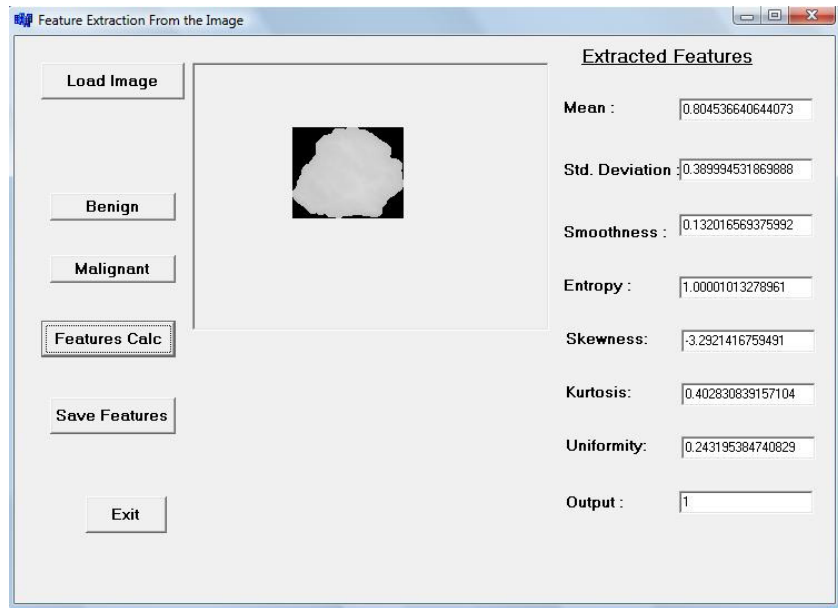 Feature Extraction From the Image
Load Image
Benign
Malignant
Features Calc
Save Features
Exit
Extracted Features
Mean : 0.804536640644073
Std. Deviation : 0.389994531869888
Smoothness : 0.132016569375992
Entropy : 1.00001013278961
Skewness: -3.2921416759491
Kurtosis: 0.402830839157104
Uniformity: 0.243195384740829
Output : 1